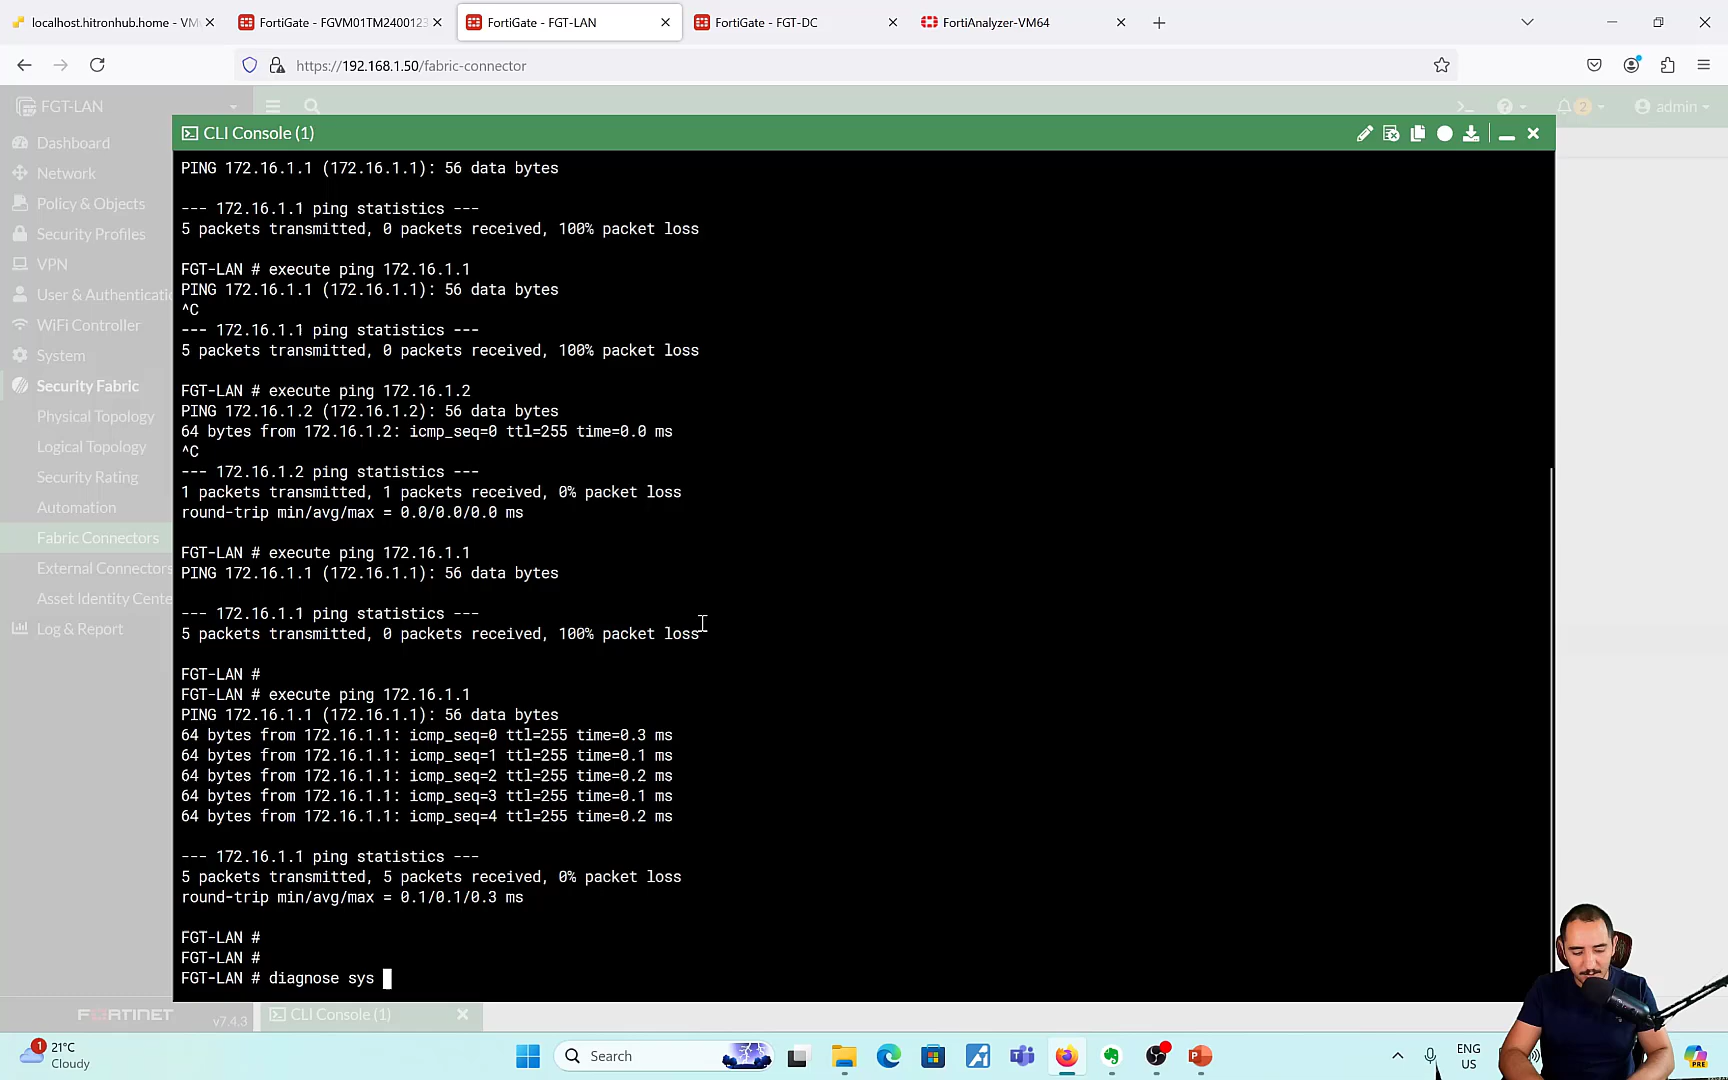 localhost.hitronhub.home - VM
FortiGate - FGVM01TM2400123
FortiGate - FGT-LAN
FortiGate - FGT-DC
FortiAnalyzer-VM64
https://192.168.1.50/fabric-connector
FGT-LAN
2
admin
CLI Console (1)
Dashboard
Network
Policy & Objects
Security Profiles
VPN
User & Authenticatic
WiFi Controller
System
Security Fabric
Physical Topology
Logical Topology
Security Rating
Automation
Fabric Connectors
External Connectors
Asset Identity Cente
Log & Report
PING 172.16.1.1 (172.16.1.1): 56 data bytes
--- 172.16.1.1 ping statistics ---
5 packets transmitted, 0 packets received, 100% packet loss
FGT-LAN # execute ping 172.16.1.1
PING 172.16.1.1 (172.16.1.1): 56 data bytes
^C
--- 172.16.1.1 ping statistics ---
5 packets transmitted, 0 packets received, 100% packet loss
FGT-LAN # execute ping 172.16.1.2
PING 172.16.1.2 (172.16.1.2): 56 data bytes
64 bytes from 172.16.1.2: icmp_seq=0 ttl=255 time=0.0 ms
^C
--- 172.16.1.2 ping statistics ---
1 packets transmitted, 1 packets received, 0% packet loss
round-trip min/avg/max = 0.0/0.0/0.0 ms
FGT-LAN # execute ping 172.16.1.1
PING 172.16.1.1 (172.16.1.1): 56 data bytes
--- 172.16.1.1 ping statistics ---
5 packets transmitted, 0 packets received, 100% packet loss
FGT-LAN #
FGT-LAN # execute ping 172.16.1.1
PING 172.16.1.1 (172.16.1.1): 56 data bytes
64 bytes from 172.16.1.1: icmp_seq=0 ttl=255 time=0.3 ms
64 bytes from 172.16.1.1: icmp_seq=1 ttl=255 time=0.1 ms
64 bytes from 172.16.1.1: icmp_seq=2 ttl=255 time=0.2 ms
64 bytes from 172.16.1.1: icmp_seq=3 ttl=255 time=0.1 ms
64 bytes from 172.16.1.1: icmp_seq=4 ttl=255 time=0.2 ms
--- 172.16.1.1 ping statistics ---
5 packets transmitted, 5 packets received, 0% packet loss
round-trip min/avg/max = 0.1/0.1/0.3 ms
FGT-LAN #
FGT-LAN #
FGT-LAN # diagnose sys
FORTINET
v7.4.3
CLI Console (1)
1
21°C
Cloudy
Search
ENG
US
PRE